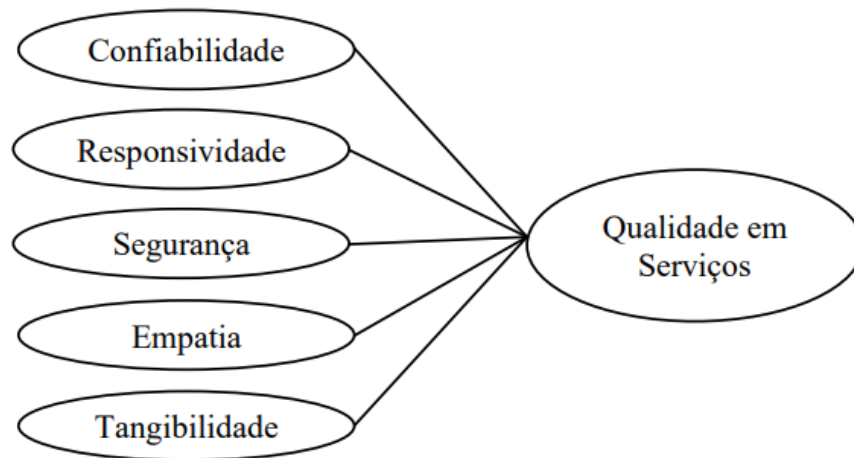 Confiabilidade
Responsividade
Segurança
Empatia
Tangibilidade
Qualidade em
Serviços